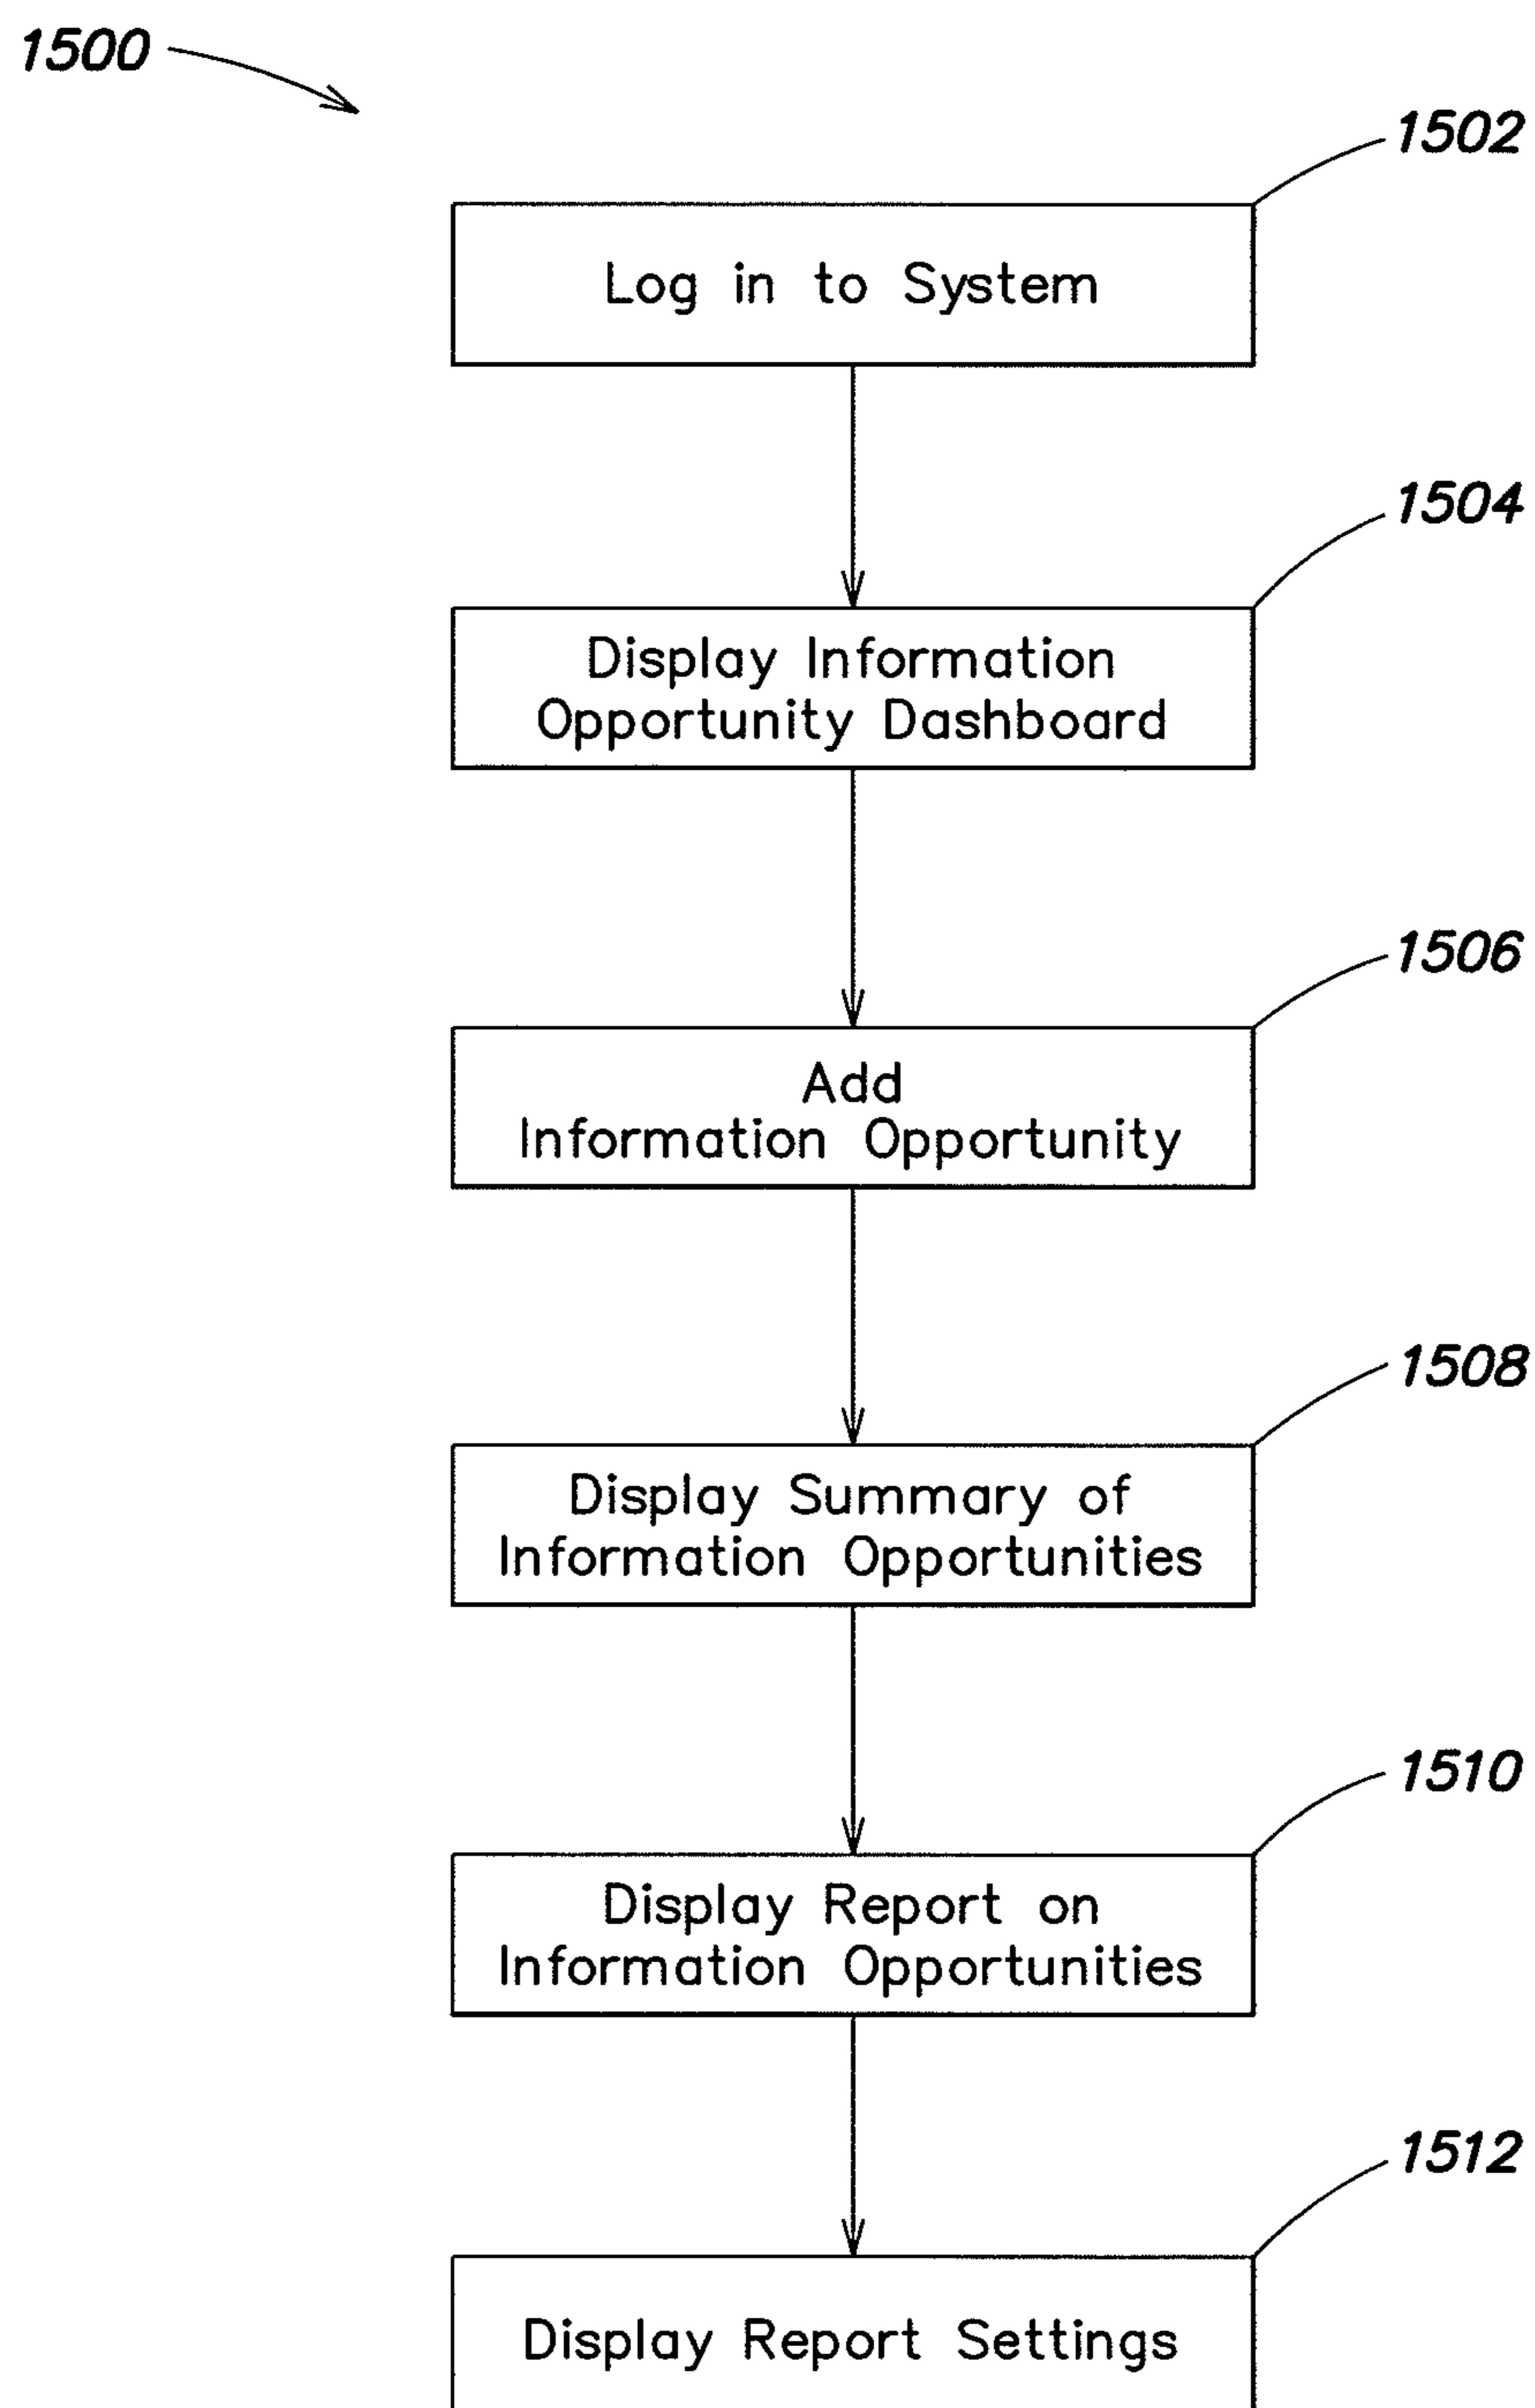 1500
1502
Log in to System
1504
Display Information
Opportunity Dashboard
1506
Add
Information Opportunity
1508
Display Summary of
Information Opportunities
1510
Display Report on
Information Opportunities
1512
Display Report Settings